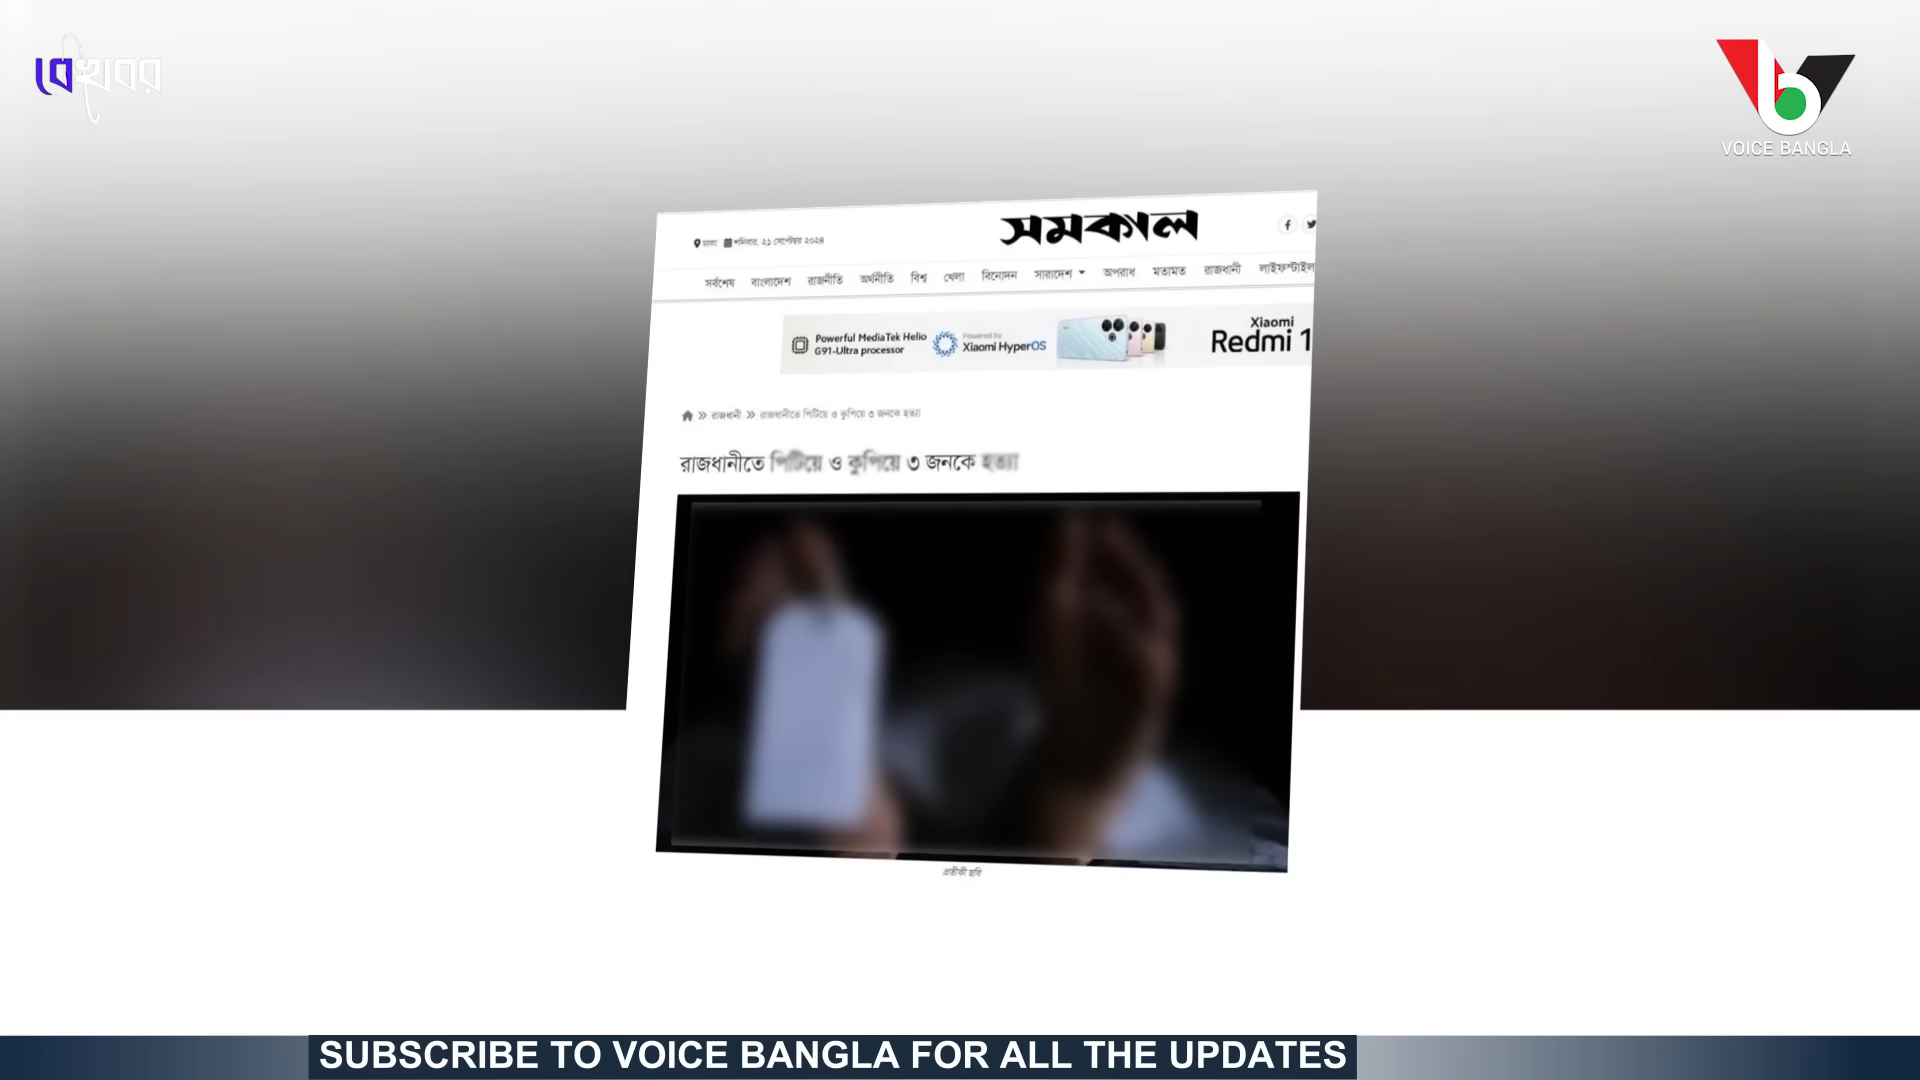 বেখবর
VOICE BANGLA
সমকাল
ঢাকা শনিবার, ২১ সেপ্টেম্বর ২০২৪
সর্বশেষ বাংলাদেশ রাজনীতি অর্থনীতি বিশ্ব খেলা বিনোদন সারাদেশ অপরাধ মতামত রাজধানী লাইফস্টাইল
Powerful MediaTek Helio
G91-Ultra processor
Powered by
Xiaomi HyperOS
Xiaomi
Redmi 1
রাজধানী » রাজধানীতে পিটিয়ে ও কুপিয়ে ৩ জনকে হত্যা
রাজধানীতে পিটিয়ে ও কুপিয়ে ৩ জনকে হত্যা
প্রতীকী ছবি
SUBSCRIBE TO VOICE BANGLA FOR ALL THE UPDATES